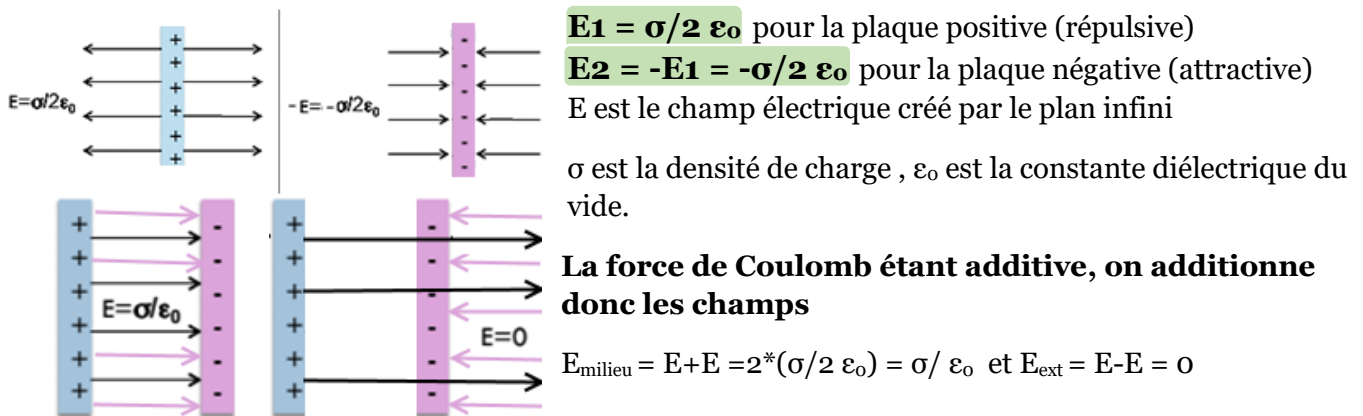 E=σ/2ε₀
-E=-σ/2ε₀
E=σ/ε₀
E=0
E1 = σ/2 ε₀ pour la plaque positive (répulsive)
E2 = -E1 = -σ/2 ε₀ pour la plaque négative (attractive)
E est le champ électrique créé par le plan infini
σ est la densité de charge , ε₀ est la constante diélectrique du
vide.
La force de Coulomb étant additive, on additionne
donc les champs
Eₘᵢₗᵢₑᵤ = E+E =2*(σ/2 ε₀) = σ/ ε₀ et Eₑₓₜ = E-E = 0